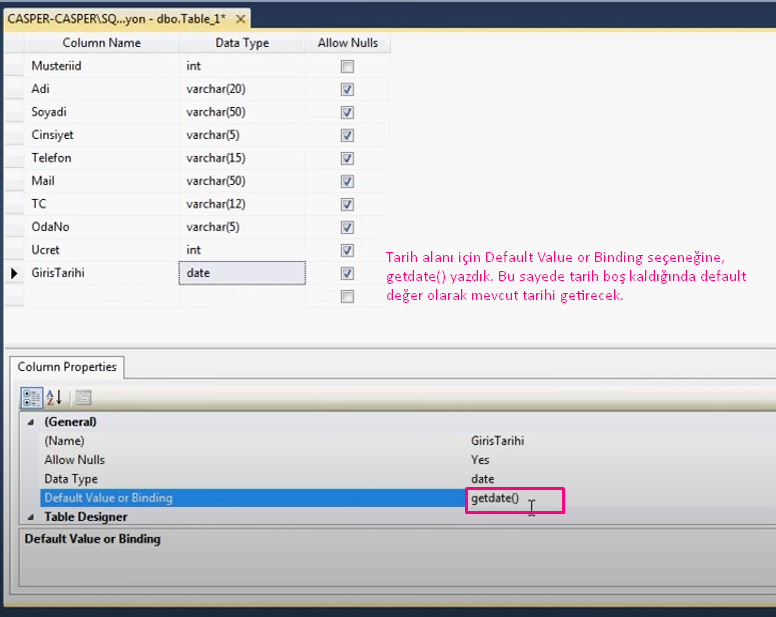 CASPER-CASPER\SQ...yon - dbo.Table_1*
Column Name Data Type Allow Nulls
Musteriid int
Adi varchar(20)
Soyadi varchar(50)
Cinsiyet varchar(5)
Telefon varchar(15)
Mail varchar(50)
TC varchar(12)
OdaNo varchar(5)
Ucret int
GirisTarihi date
Tarih alanı için Default Value or Binding seçeneğine,
getdate() yazdık. Bu sayede tarih boş kaldığında default
değer olarak mevcut tarihi getirecek.
Column Properties
(General)
(Name) GirisTarihi
Allow Nulls Yes
Data Type date
Default Value or Binding getdate()
Table Designer
Default Value or Binding